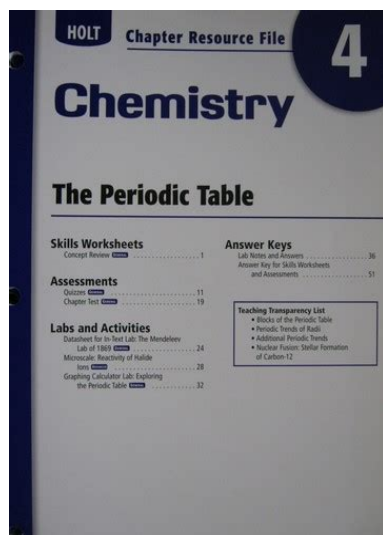 HOLT
Chapter Resource File
4
Chemistry
The Periodic Table
Skills Worksheets
Concept Review . . . . . . . . . . . . . . . . 1
Assessments
Quizzes . . . . . . . . . . . . . . . . 11
Chapter Test . . . . . . . . . . . . . . . . 19
Labs and Activities
Datasheet for In-Text Lab: The Mendeleev
Lab of 1869 . . . . . . . . . . . . . . . . 24
Microscale: Reactivity of Halide
Ions . . . . . . . . . . . . . . . . 28
Graphing Calculator Lab: Exploring
the Periodic Table . . . . . . . . . . . . . . . . 32
Answer Keys
Lab Notes and Answers . . . . . . . . . . . . . . . . 36
Answer Key for Skills Worksheets
and Assessments . . . . . . . . . . . . . . . . 51
Teaching Transparency List
• Blocks of the Periodic Table
• Periodic Trends of Radii
• Additional Periodic Trends
• Nuclear Fusion: Stellar Formation
of Carbon-12